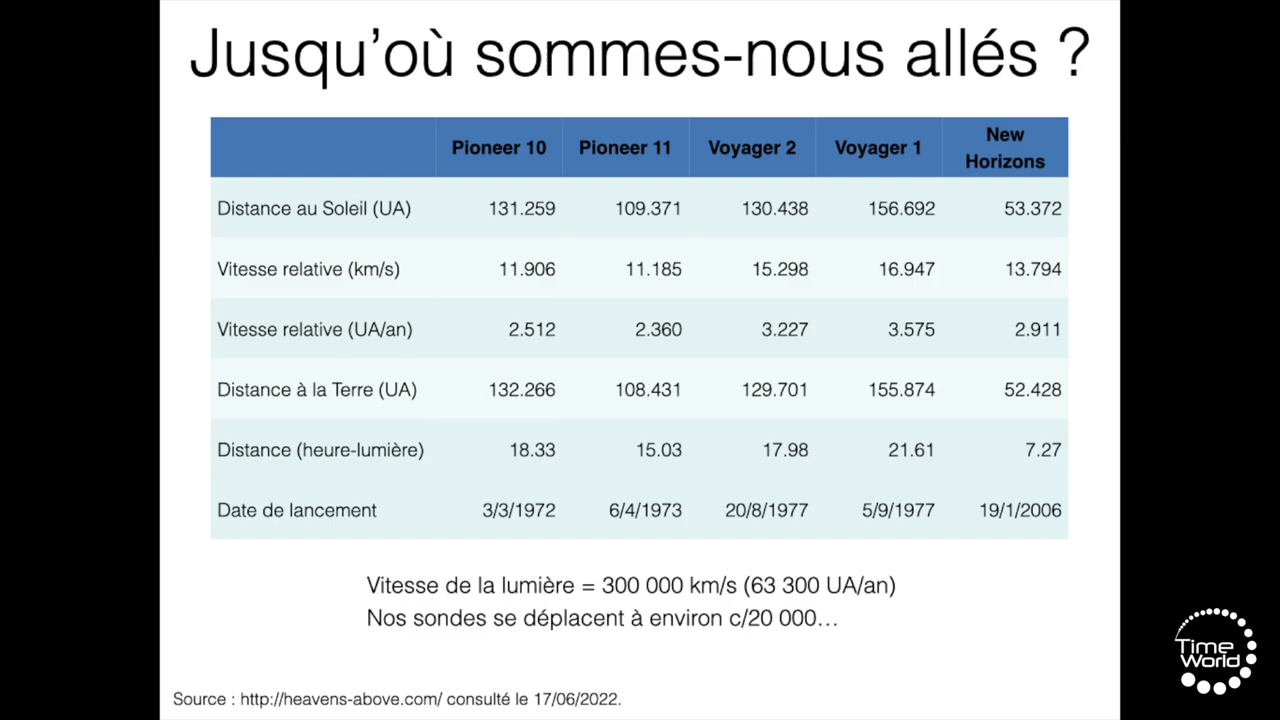 Jusqu'où sommes-nous allés ?
Pioneer 10 Pioneer 11 Voyager 2 Voyager 1 New Horizons
Distance au Soleil (UA) 131.259 109.371 130.438 156.692 53.372
Vitesse relative (km/s) 11.906 11.185 15.298 16.947 13.794
Vitesse relative (UA/an) 2.512 2.360 3.227 3.575 2.911
Distance à la Terre (UA) 132.266 108.431 129.701 155.874 52.428
Distance (heure-lumière) 18.33 15.03 17.98 21.61 7.27
Date de lancement 3/3/1972 6/4/1973 20/8/1977 5/9/1977 19/1/2006
Vitesse de la lumière = 300 000 km/s (63 300 UA/an)
Nos sondes se déplacent à environ c/20 000…
Time
World
Source : http://heavens-above.com/ consulté le 17/06/2022.